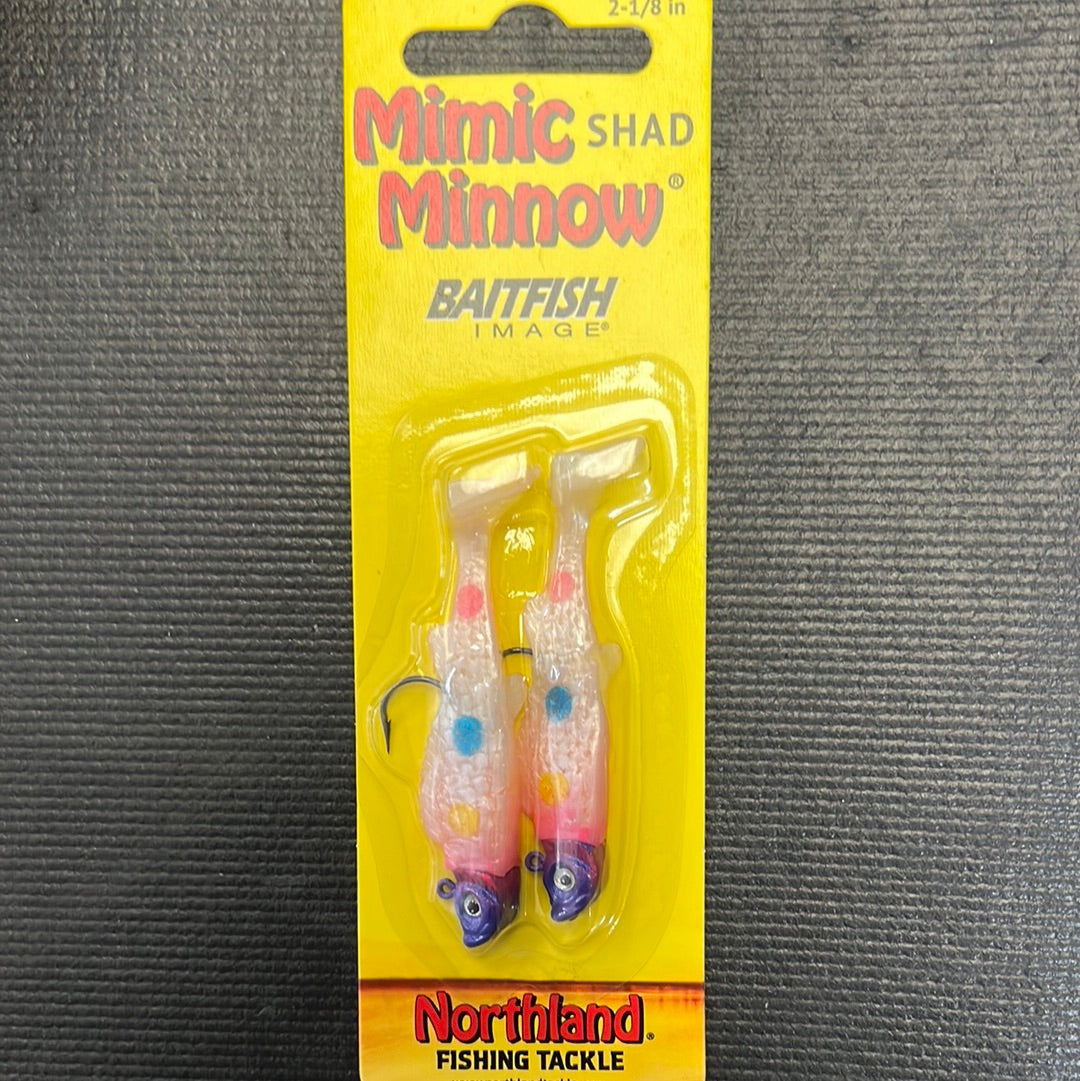 2-1/8 in
Mimic SHAD
Minnow®
BAITFISH
IMAGE®
Northland®
FISHING TACKLE